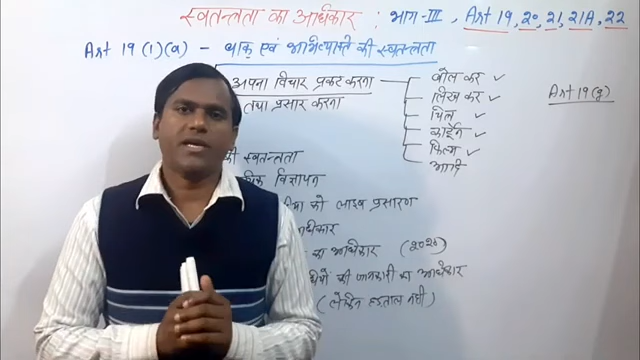 स्वतन्त्रता का अधिकार : भाग-III, Art 19, 20, 21, 21A, 22
Art 19(1)(a) - वाक् एवं अभिव्यक्ति की स्वतन्त्रता
अपना विचार प्रकट करना
बोल कर ✓
तथा प्रसार करना
लिख कर ✓
Art 19(g)
चित्र ✓
कार्टून ✓
की स्वतन्त्रता
फिल्म ✓
आदि
विज्ञापन
को लाइव प्रसारण
अधिकार
का अधिकार (2020)
की जानकारी का अधिकार
(लेकिन हड़ताल नहीं)